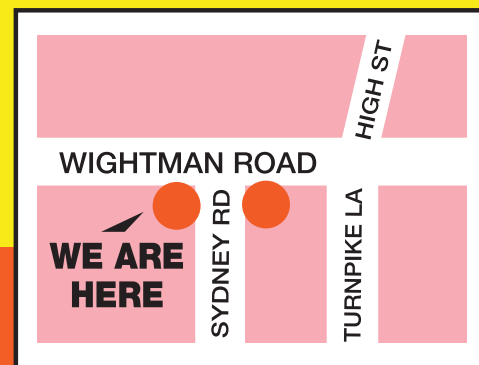 HIGH ST
WIGHTMAN ROAD
WE ARE
HERE
SYDNEY RD
TURNPIKE LA